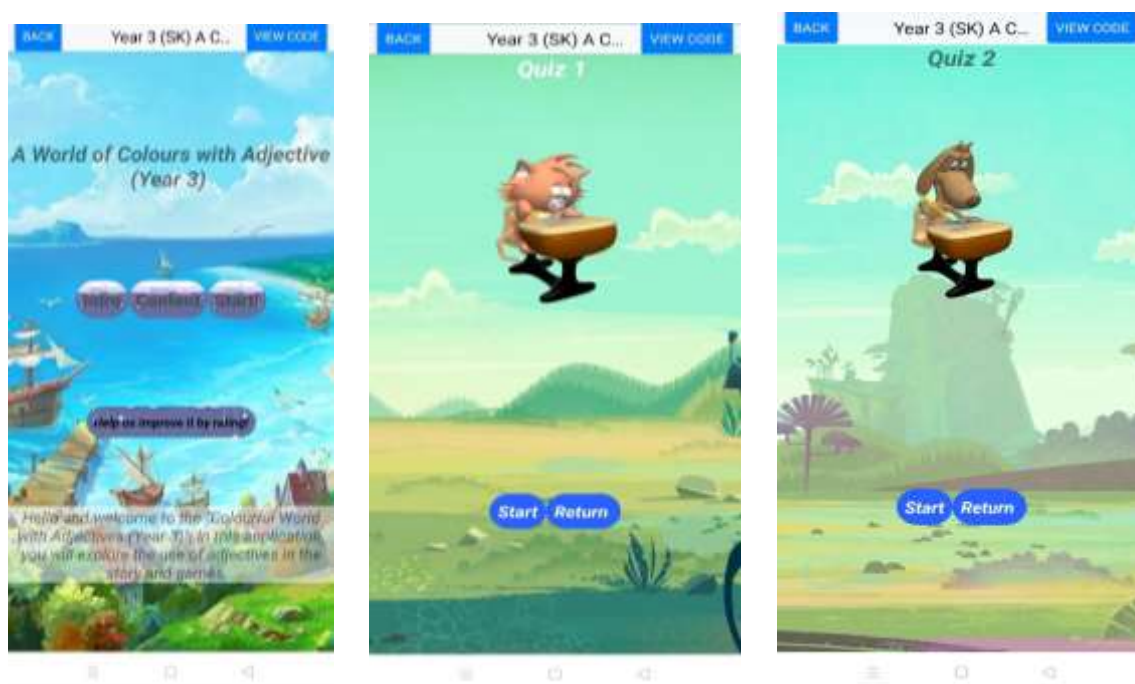 BACK Year 3 (SK) A C... VIEW CODE
A World of Colours with Adjective
(Year 3)
Intro Content Start!
Help us improve it by rating!
Hello and welcome to the "Colourful World
with Adjectives (Year 3)". In this application,
you will explore the use of adjectives in the
story and games.
BACK Year 3 (SK) A C... VIEW CODE
Quiz 1
Start Return
BACK Year 3 (SK) A C... VIEW CODE
Quiz 2
Start Return